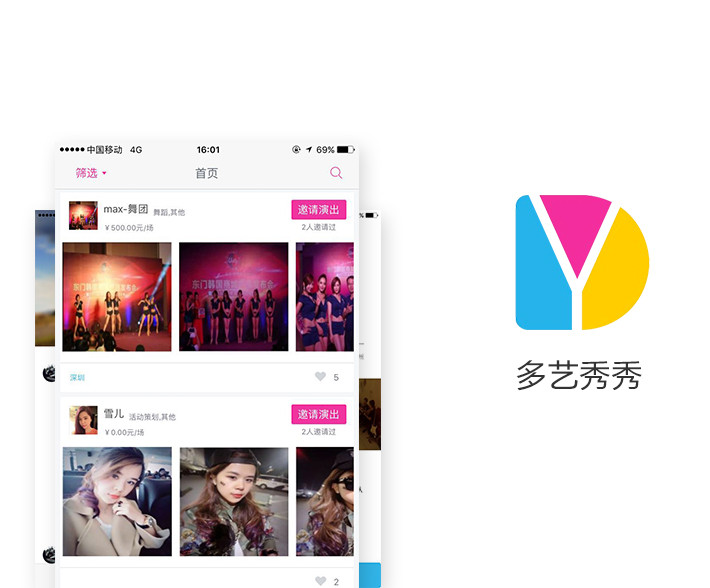 中国移动 4G 16:01 69%
筛选 首页
max-舞团 舞蹈,其他 邀请演出
¥500.00元/场 2人邀请过
深圳 5
雪儿 活动策划,其他 邀请演出
¥0.00元/场 2人邀请过
2
多艺秀秀